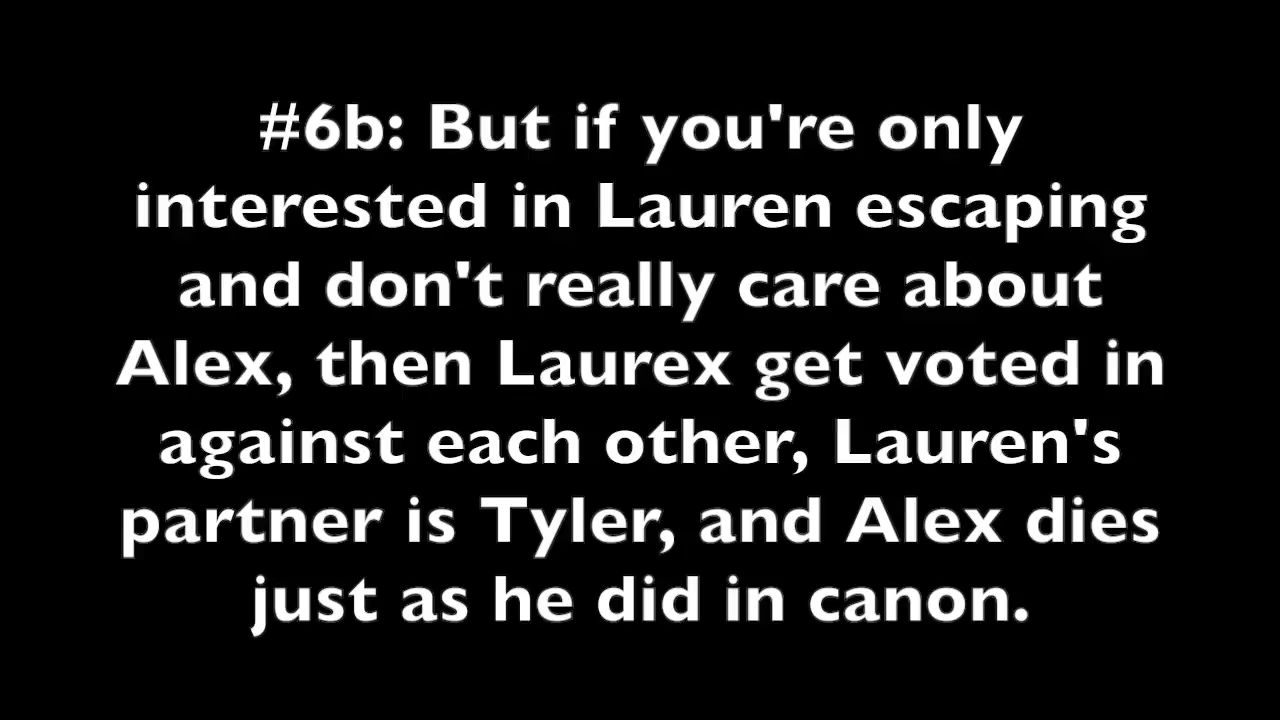 #6b: But if you're only
interested in Lauren escaping
and don't really care about
Alex, then Laurex get voted in
against each other, Lauren's
partner is Tyler, and Alex dies
just as he did in canon.